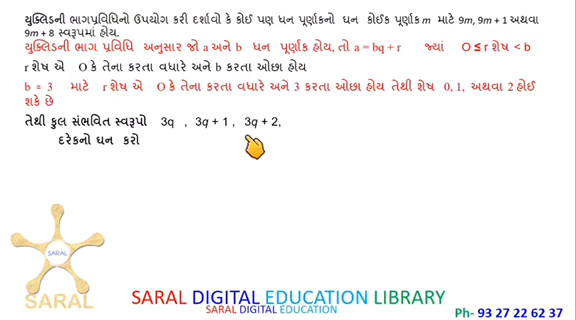 યુક્લિડની ભાગપ્રવિધિનો ઉપયોગ કરી દર્શાવો કે કોઈ પણ ધન પૂર્ણાંકનો ઘન કોઈક પૂર્ણાંક m માટે 9m, 9m + 1 અથવા
9m + 8 સ્વરૂપમાં હોય.
યુક્લિડની ભાગ પ્રવિધિ અનુસાર જો a અને b ધન પૂર્ણાંક હોય, તો a = bq + r જ્યાં O ≤ r શેષ < b
r શેષ એ O કે તેના કરતા વધારે અને b કરતા ઓછા હોય
b = 3 માટે r શેષ એ O કે તેના કરતા વધારે અને 3 કરતા ઓછા હોય તેથી શેષ 0, 1, અથવા 2 હોઈ
શકે છે
તેથી કુલ સંભવિત સ્વરૂપો 3q , 3q + 1 , 3q + 2,
દરેકનો ઘન કરો
SARAL
SARAL
SARAL DIGITAL EDUCATION LIBRARY
SARAL DIGITAL EDUCATION
Ph- 93 27 22 62 37